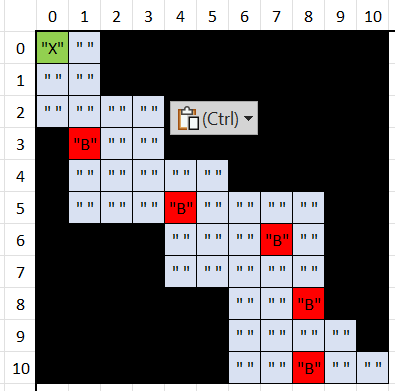 0 1 2 3 4 5 6 7 8 9 10
0 "X" " "
1 " " " "
2 " " " " " " " " (Ctrl)
3 "B" " " " "
4 " " " " " " " " " "
5 " " " " " " "B" " " " " " " " "
6 " " " " " " "B" " "
7 " " " " " " " " " "
8 " " " " "B"
9 " " " " " " " "
10 " " " " "B" " " " "